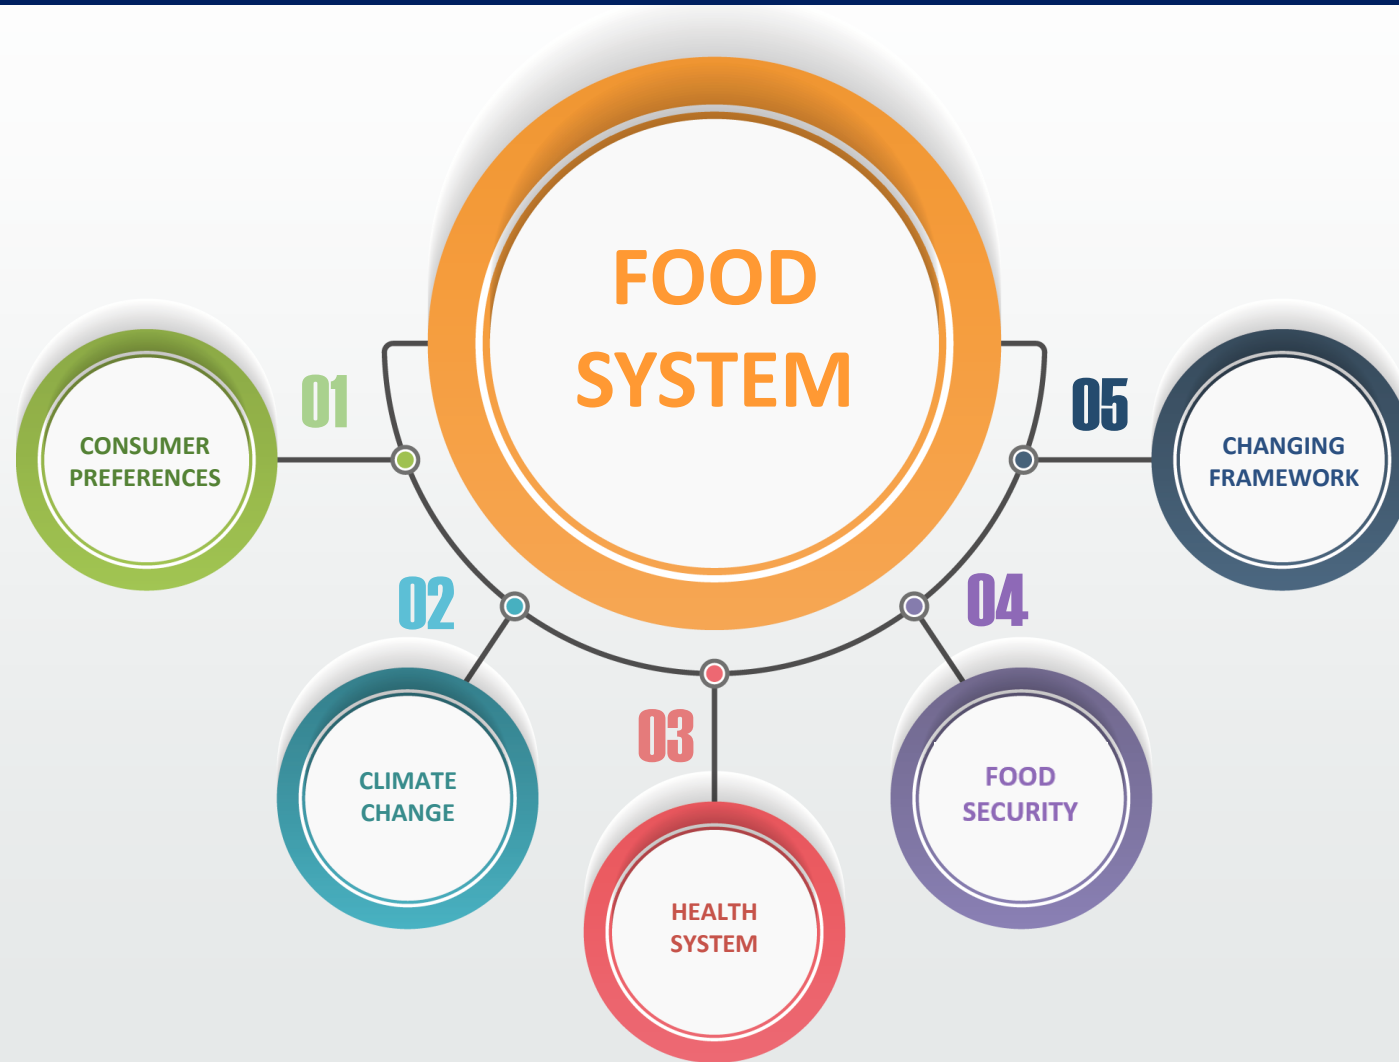 FOOD
SYSTEM
01
CONSUMER
PREFERENCES
02
CLIMATE
CHANGE
03
HEALTH
SYSTEM
04
FOOD
SECURITY
05
CHANGING
FRAMEWORK